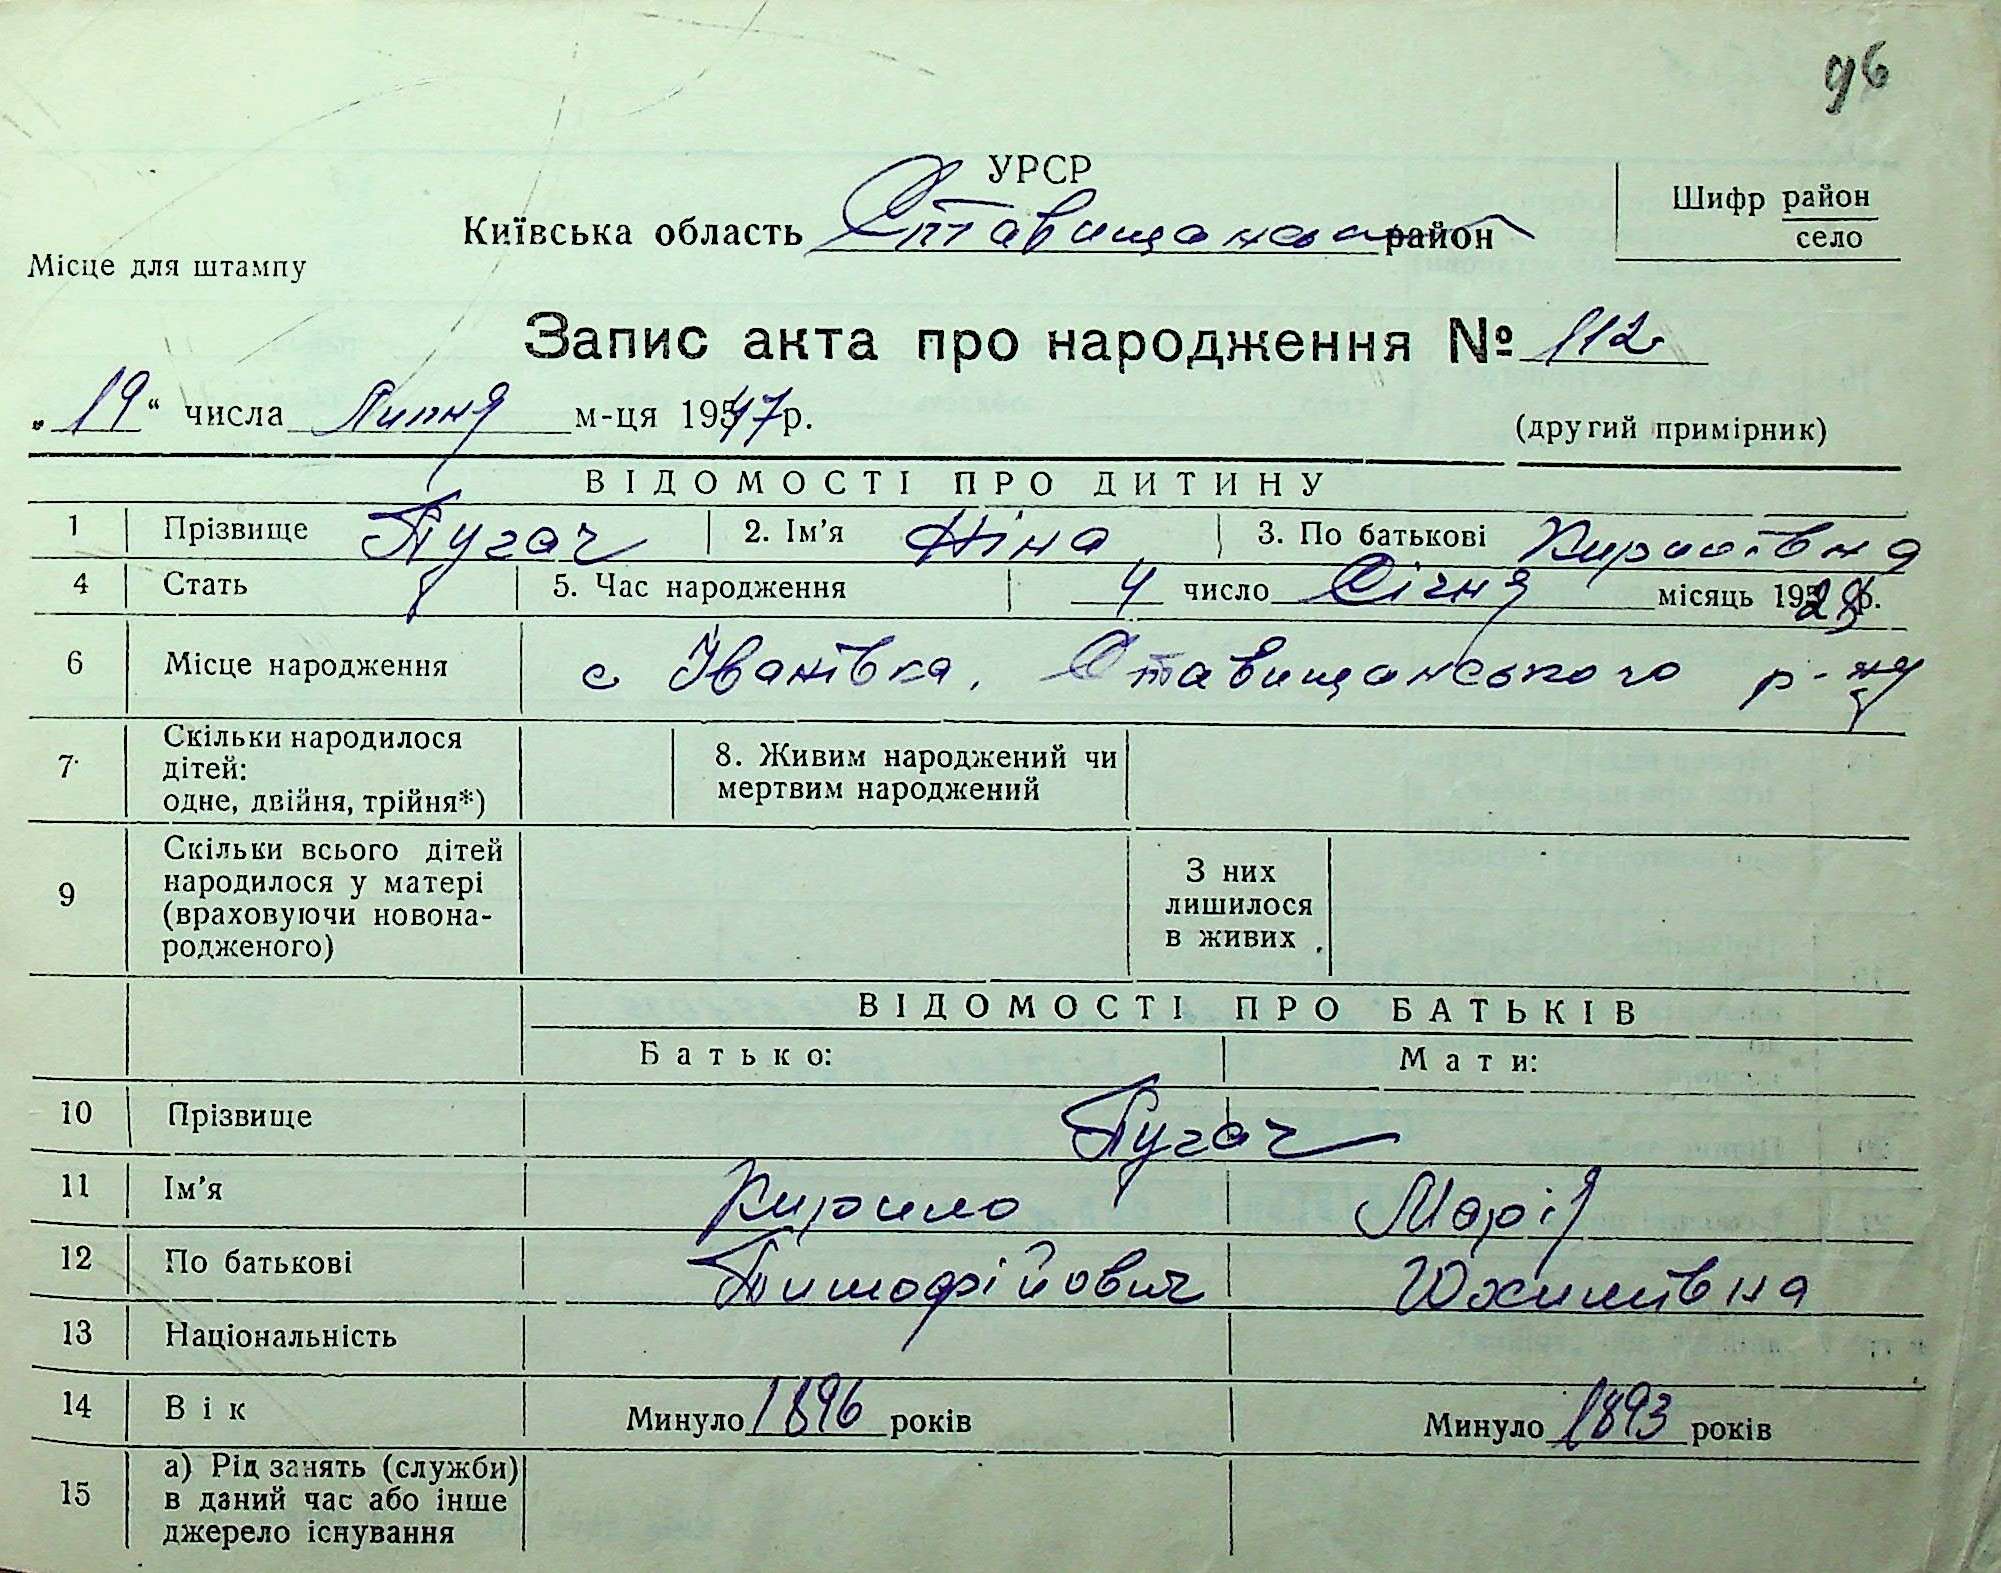 96
УРСР
Київська область Ставищанський район
Шифр район
село
Місце для штампу
Запис акта про народження № 112
„19“ числа Липня м-ця 1947 р.
(другий примірник)
ВІДОМОСТІ ПРО ДИТИНУ
1 Прізвище Пугач 2. Ім’я Ніна 3. По батькові Кирилівна
4 Стать 5. Час народження 4 число Січня місяць 195 р.
6 Місце народження с Іванівка, Ставищанського р-ну
7 Скільки народилося дітей: одне, двійня, трійня*) 8. Живим народжений чи мертвим народжений
9 Скільки всього дітей народилося у матері (враховуючи новонародженого) З них лишилося в живих
ВІДОМОСТІ ПРО БАТЬКІВ
Батько: Мати:
10 Прізвище Пугач
11 Ім’я Кирило Марія
12 По батькові Тимофійович Юхимівна
13 Національність
14 Вік Минуло 1896 років Минуло 1893 років
15 а) Рід занять (служби) в даний час або інше джерело існування